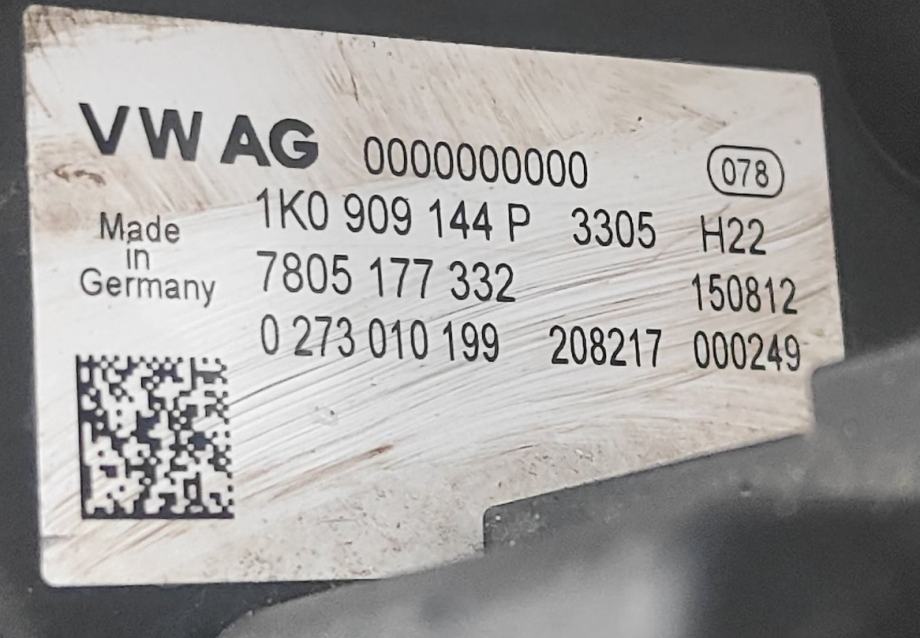 VW AG 0000000000 078
1K0 909 144 P 3305 H22
Made
in
Germany
7805 177 332 150812
0 273 010 199 208217 000249